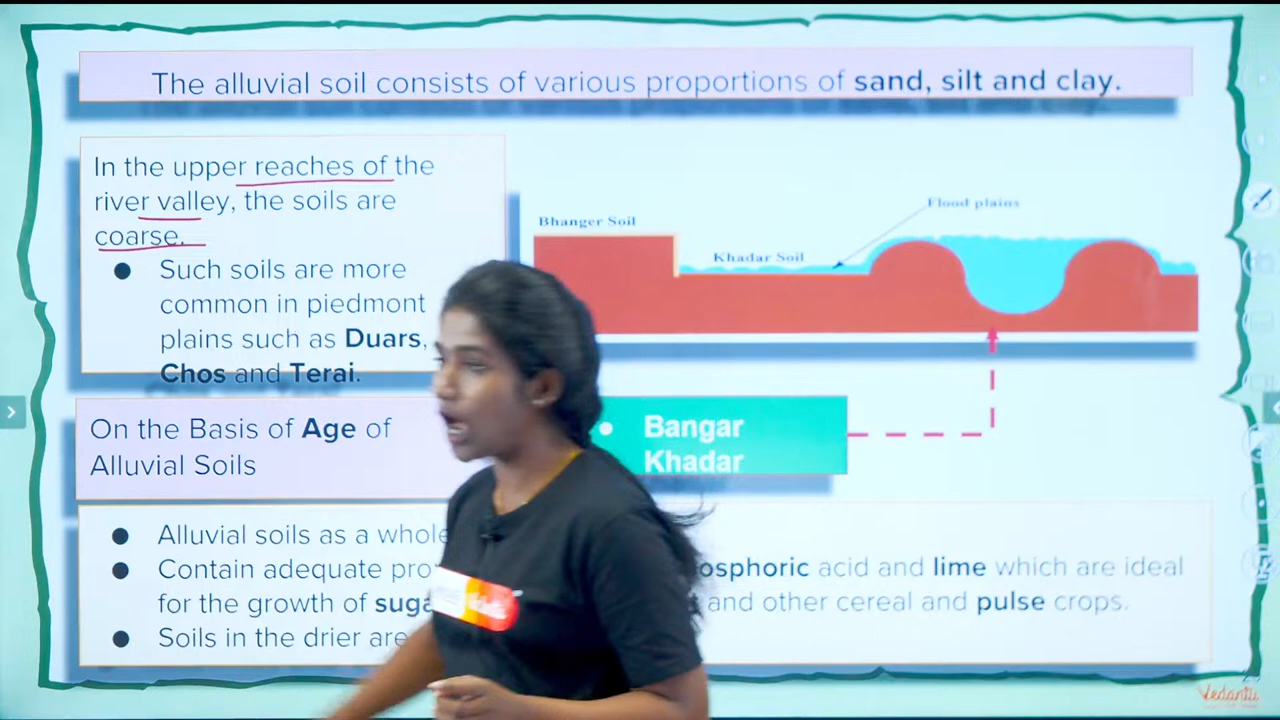 The alluvial soil consists of various proportions of sand, silt and clay.
In the upper reaches of the
river valley, the soils are
coarse.
● Such soils are more
common in piedmont
plains such as Duars,
Chos and Terai.
Bhanger Soil
Khadar Soil
Flood plains
On the Basis of Age of
Alluvial Soils
● Bangar
Khadar
● Alluvial soils as a whole
● Contain adequate pro osphoric acid and lime which are ideal
for the growth of suga and other cereal and pulse crops.
● Soils in the drier are
Vedantu